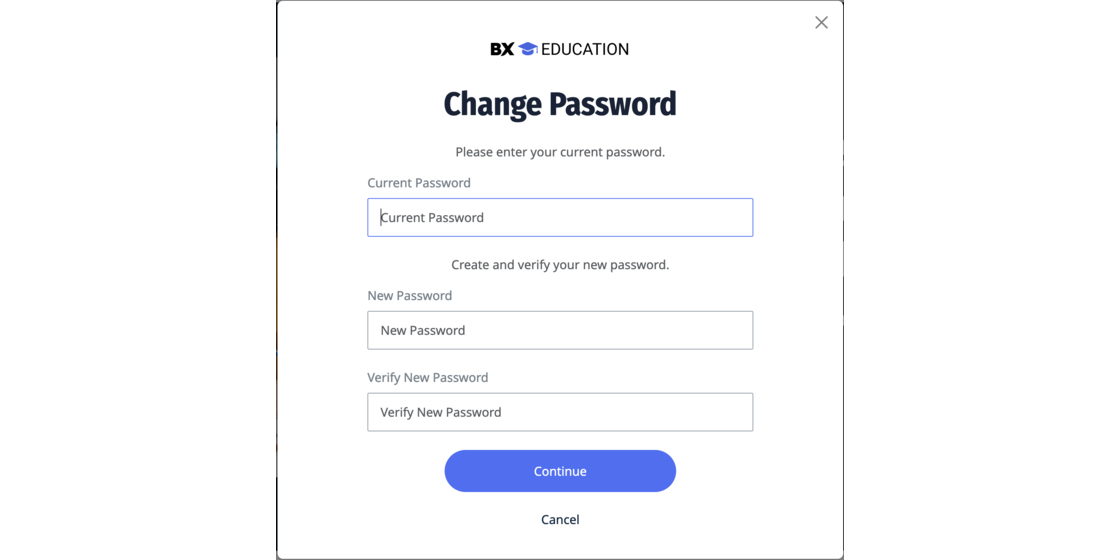 BX EDUCATION
Change Password
Please enter your current password.
Current Password
Current Password
Create and verify your new password.
New Password
New Password
Verify New Password
Verify New Password
Continue
Cancel